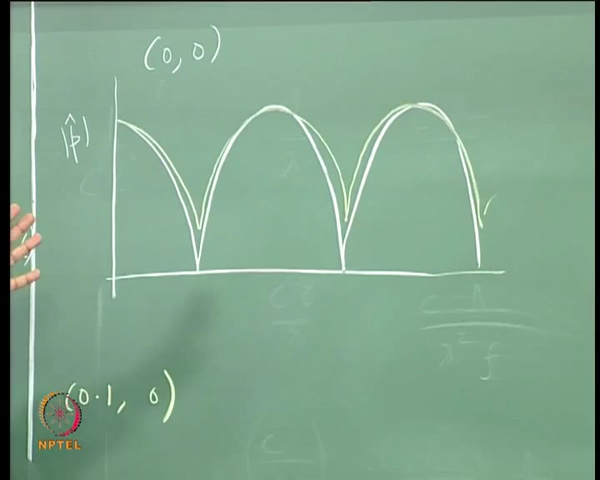 (0, 0)
|p̂|
(0.1, 0)
NPTEL